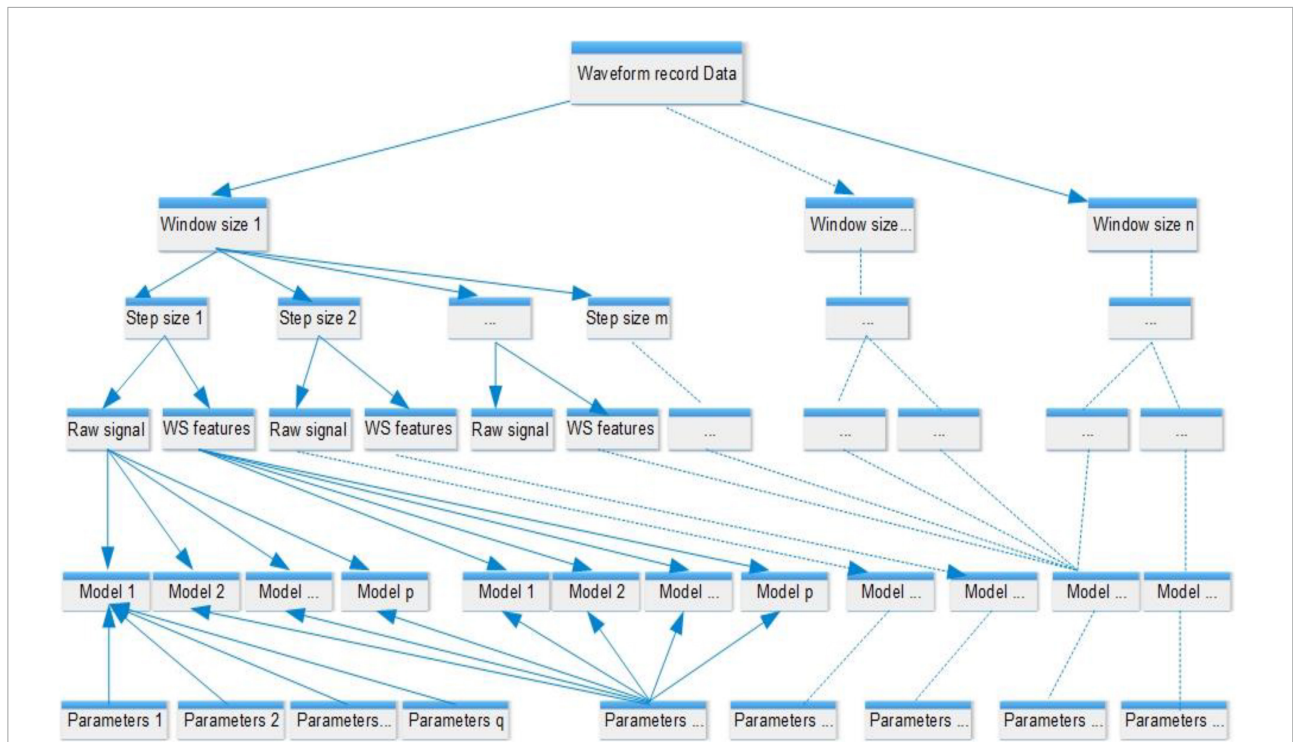 Waveform record Data
Window size 1
Window size...
Window size n
Step size 1
Step size 2
...
Step size m
...
...
Raw signal
WS features
Raw signal
WS features
Raw signal
WS features
...
...
...
...
...
Model 1
Model 2
Model ...
Model p
Model 1
Model 2
Model ...
Model p
Model ...
Model ...
Model ...
Model ...
Parameters 1
Parameters 2
Parameters...
Parameters q
Parameters ...
Parameters ...
Parameters ...
Parameters ...
Parameters ...